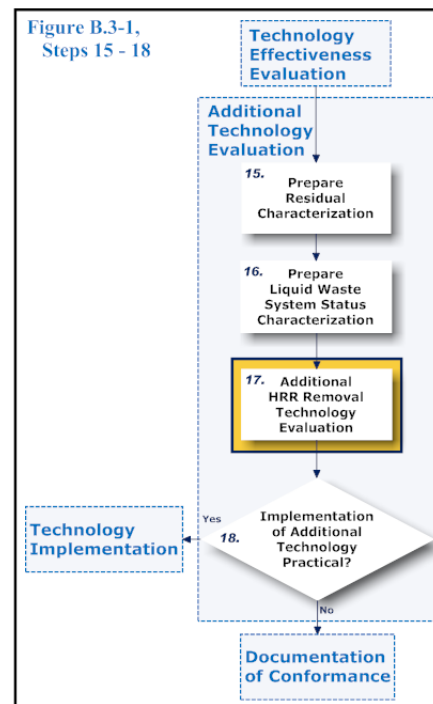 Figure B.3-1,
Steps 15 - 18
Technology
Effectiveness
Evaluation
Additional
Technology
Evaluation
15.
Prepare
Residual
Characterization
16.
Prepare
Liquid Waste
System Status
Characterization
17.
Additional
HRR Removal
Technology
Evaluation
18.
Implementation
of Additional
Technology
Practical?
Yes
Technology
Implementation
No
Documentation
of Conformance